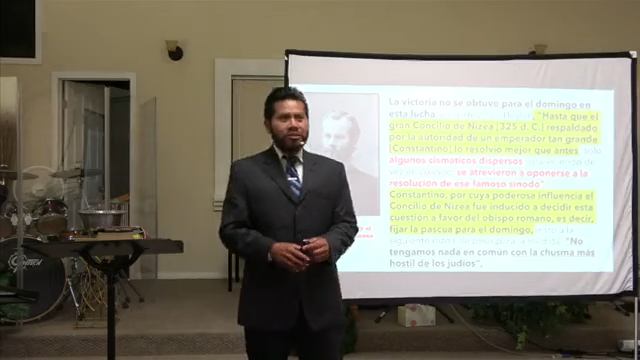 La victoria no se obtuvo para el domingo en
esta lucha "Hasta que el
gran Concilio de Nizea [325 d. C.] respaldado
por la autoridad de un emperador tan grande
[Constantino] lo resolvió mejor que antes
algunos cismáticos dispersos
se atrevieron a oponerse a la
resolución de ese famoso sínodo"
Constantino, por cuya poderosa influencia el
Concilio de Nizea fue inducido a decidir esta
cuestión a favor del obispo romano, es decir,
fijar la pascua para el domingo,
"No
tengamos nada en común con la chusma más
hostil de los judíos".